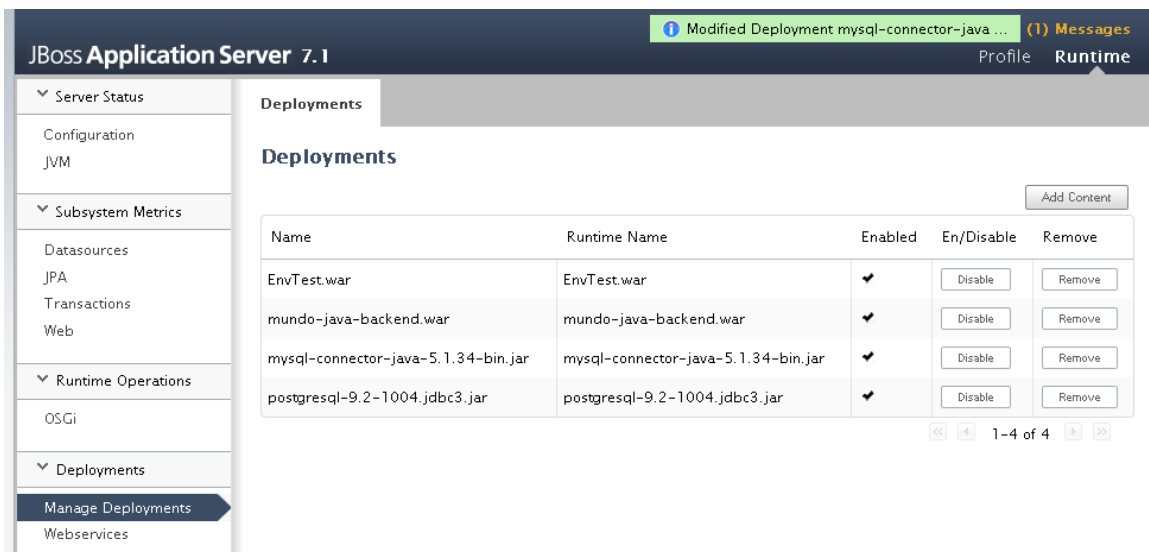 Modified Deployment mysql-connector-java ... (1) Messages
JBoss Application Server 7.1
Profile Runtime
Server Status
Configuration
JVM
Subsystem Metrics
Datasources
JPA
Transactions
Web
Runtime Operations
OSGi
Deployments
Manage Deployments
Webservices
Deployments
Deployments
Add Content
Name Runtime Name Enabled En/Disable Remove
EnvTest.war EnvTest.war Disable Remove
mundo-java-backend.war mundo-java-backend.war Disable Remove
mysql-connector-java-5.1.34-bin.jar mysql-connector-java-5.1.34-bin.jar Disable Remove
postgresql-9.2-1004.jdbc3.jar postgresql-9.2-1004.jdbc3.jar Disable Remove
1-4 of 4